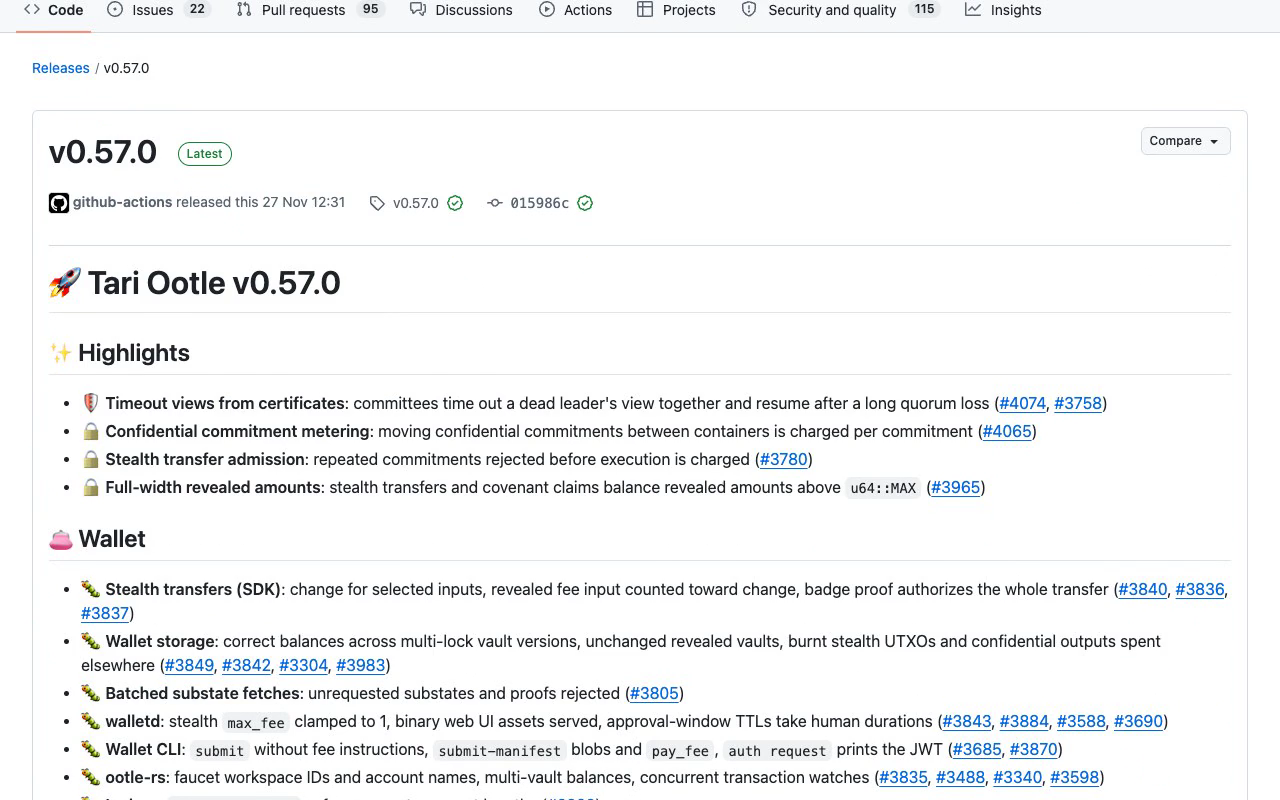 Code Issues 22 Pull requests 95 Discussions Actions Projects Security and quality 115 Insights
Releases / v0.57.0
v0.57.0 Latest Compare
github-actions released this 27 Nov 12:31 v0.57.0 015986c
🚀 Tari Ootle v0.57.0
✨ Highlights
• 🛡️ Timeout views from certificates: committees time out a dead leader's view together and resume after a long quorum loss (#4074, #3758)
• 🔒 Confidential commitment metering: moving confidential commitments between containers is charged per commitment (#4065)
• 🔒 Stealth transfer admission: repeated commitments rejected before execution is charged (#3780)
• 🔒 Full-width revealed amounts: stealth transfers and covenant claims balance revealed amounts above u64::MAX (#3965)
👛 Wallet
• 🐛 Stealth transfers (SDK): change for selected inputs, revealed fee input counted toward change, badge proof authorizes the whole transfer (#3840, #3836,
#3837)
• 🐛 Wallet storage: correct balances across multi-lock vault versions, unchanged revealed vaults, burnt stealth UTXOs and confidential outputs spent
elsewhere (#3849, #3842, #3304, #3983)
• 🐛 Batched substate fetches: unrequested substates and proofs rejected (#3805)
• 🐛 walletd: stealth max_fee clamped to 1, binary web UI assets served, approval-window TTLs take human durations (#3843, #3884, #3588, #3690)
• 🐛 Wallet CLI: submit without fee instructions, submit-manifest blobs and pay_fee, auth request prints the JWT (#3685, #3870)
• 🐛 ootle-rs: faucet workspace IDs and account names, multi-vault balances, concurrent transaction watches (#3835, #3488, #3340, #3598)